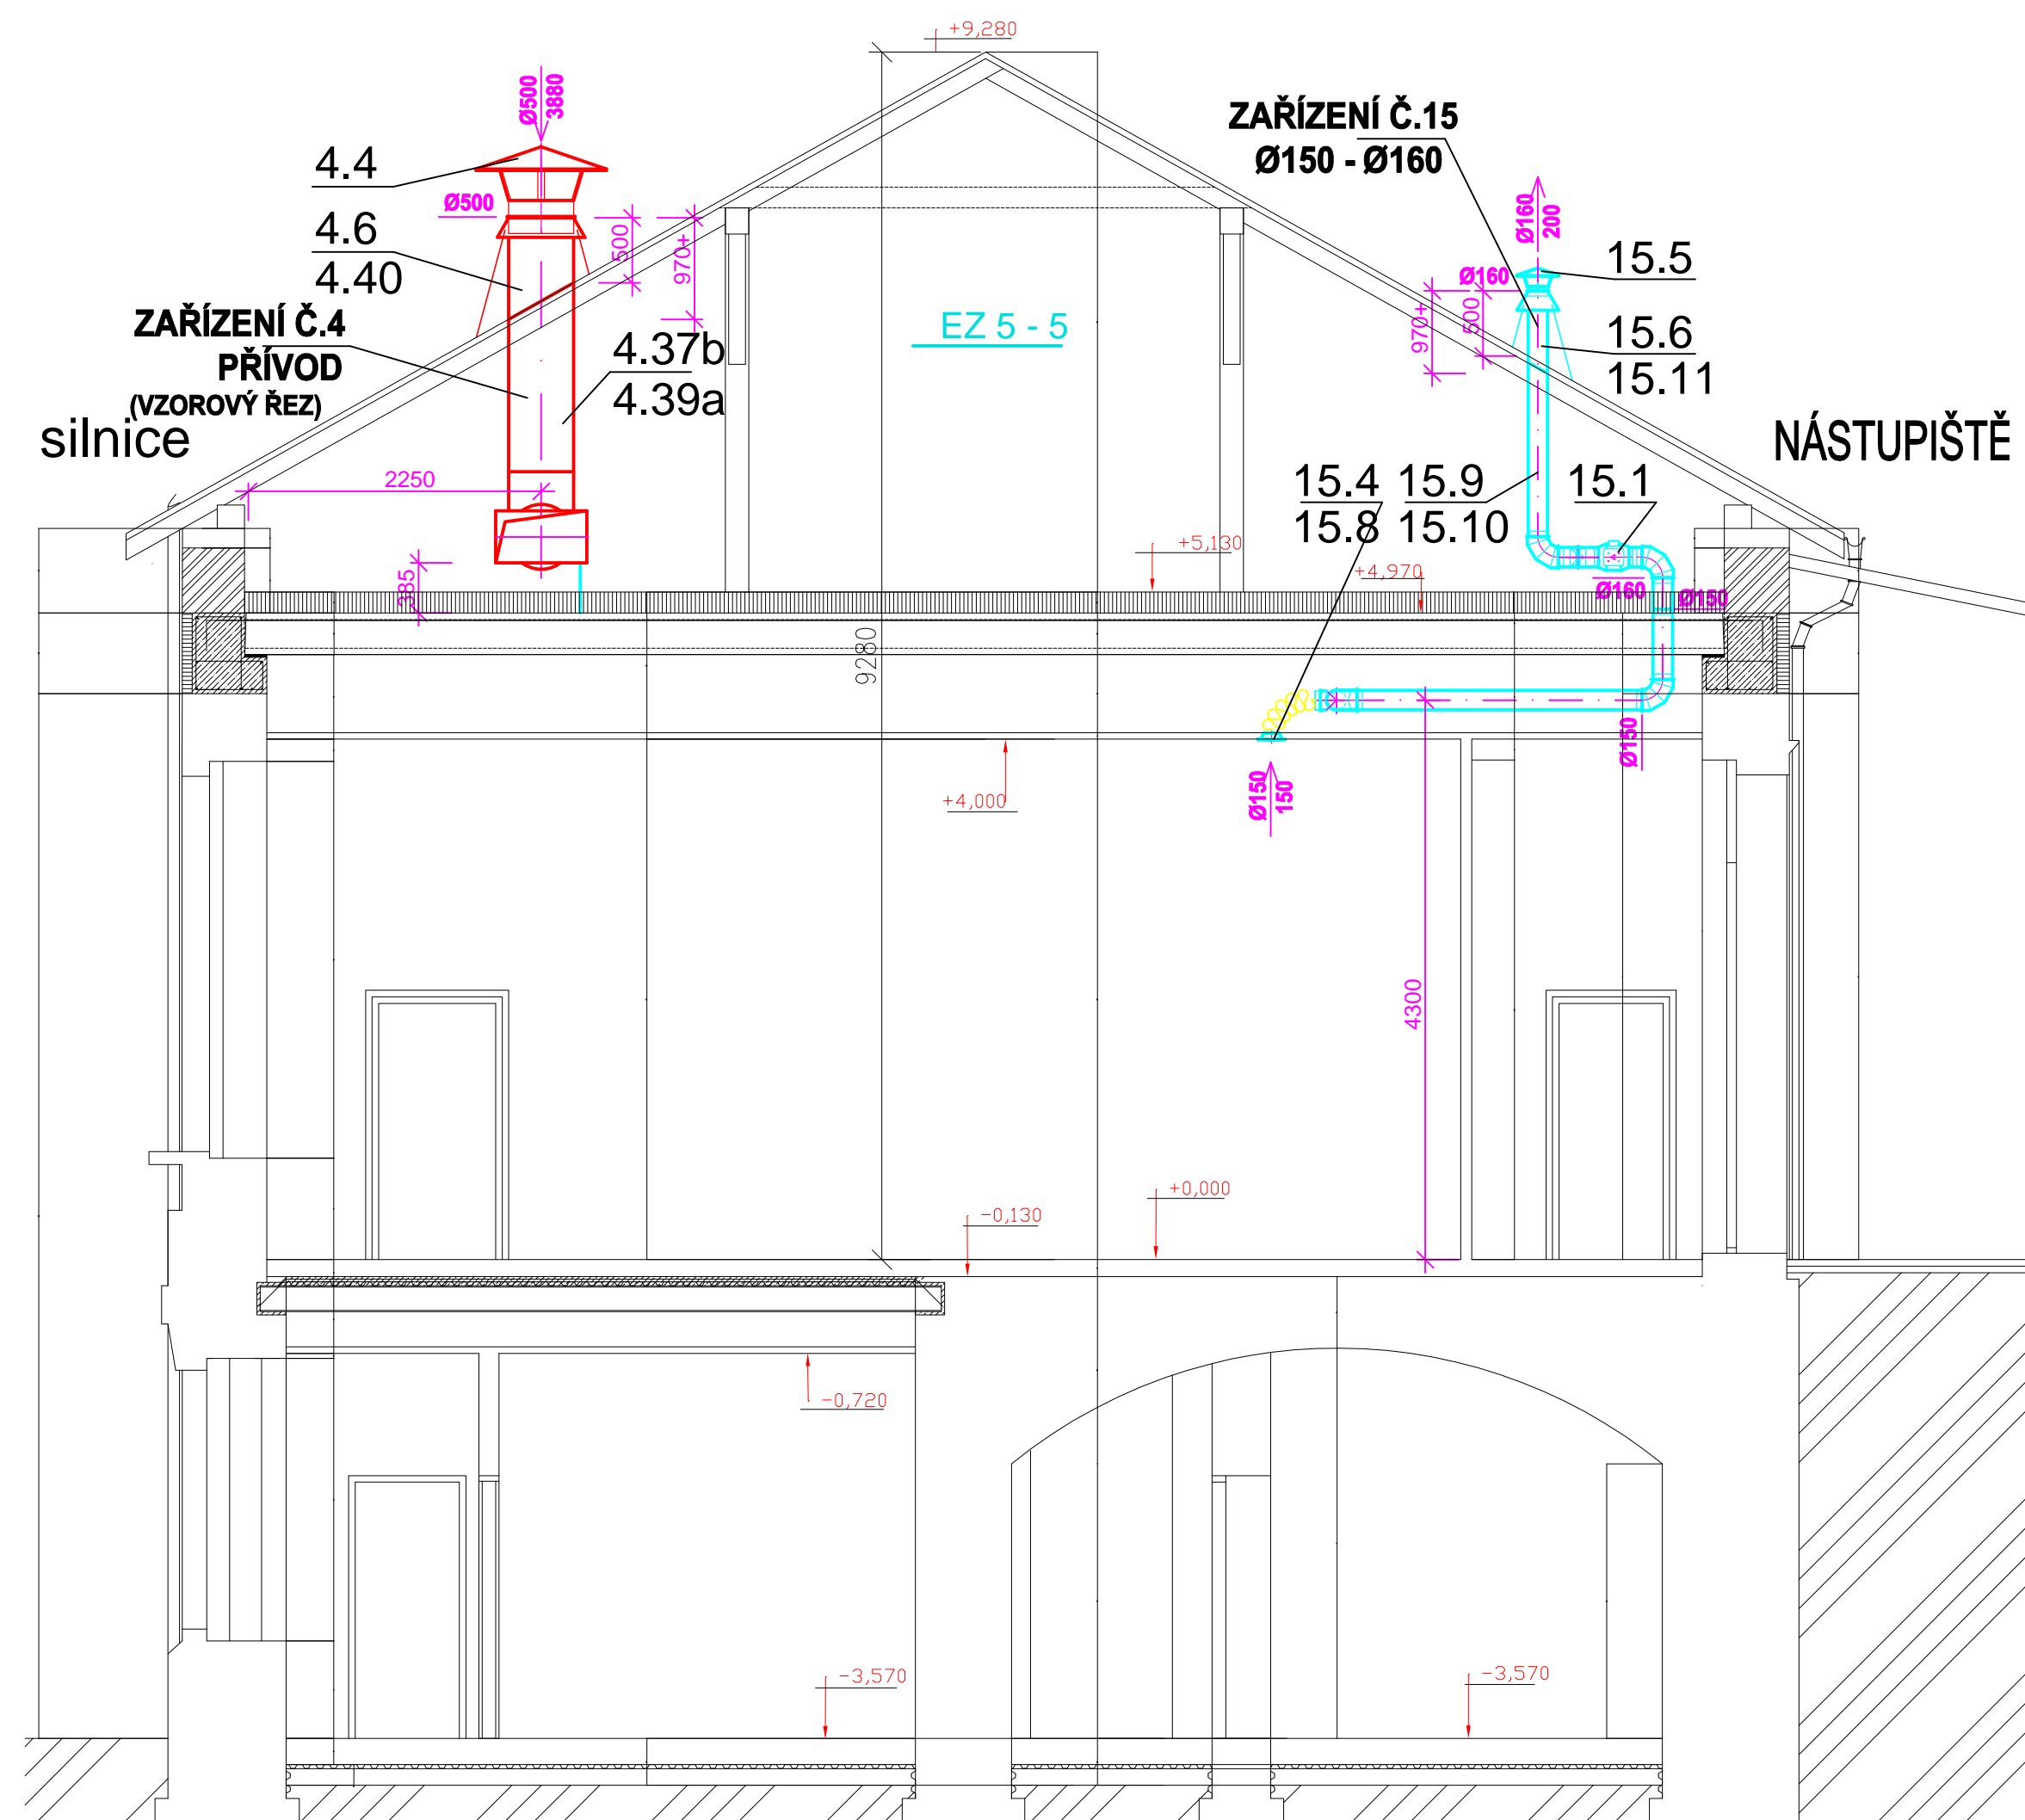 +9,280
Ø500
3880
4.4
Ø500
4.6
4.40
500
970+
ZAŘÍZENÍ Č.4
PŘÍVOD
(VZOROVÝ ŘEZ)
silnice
4.37b
4.39a
2250
385
EZ 5 - 5
ZAŘÍZENÍ Č.15
Ø150 - Ø160
Ø160
200
Ø160
15.5
970+
500
15.6
15.11
NÁSTUPIŠTĚ
15.4
15.8
15.9
15.10
15.1
+5,130
+4,970
Ø160
Ø150
9280
Ø150
Ø150
150
+4,000
4300
+0,000
-0,130
-0,720
-3,570
-3,570